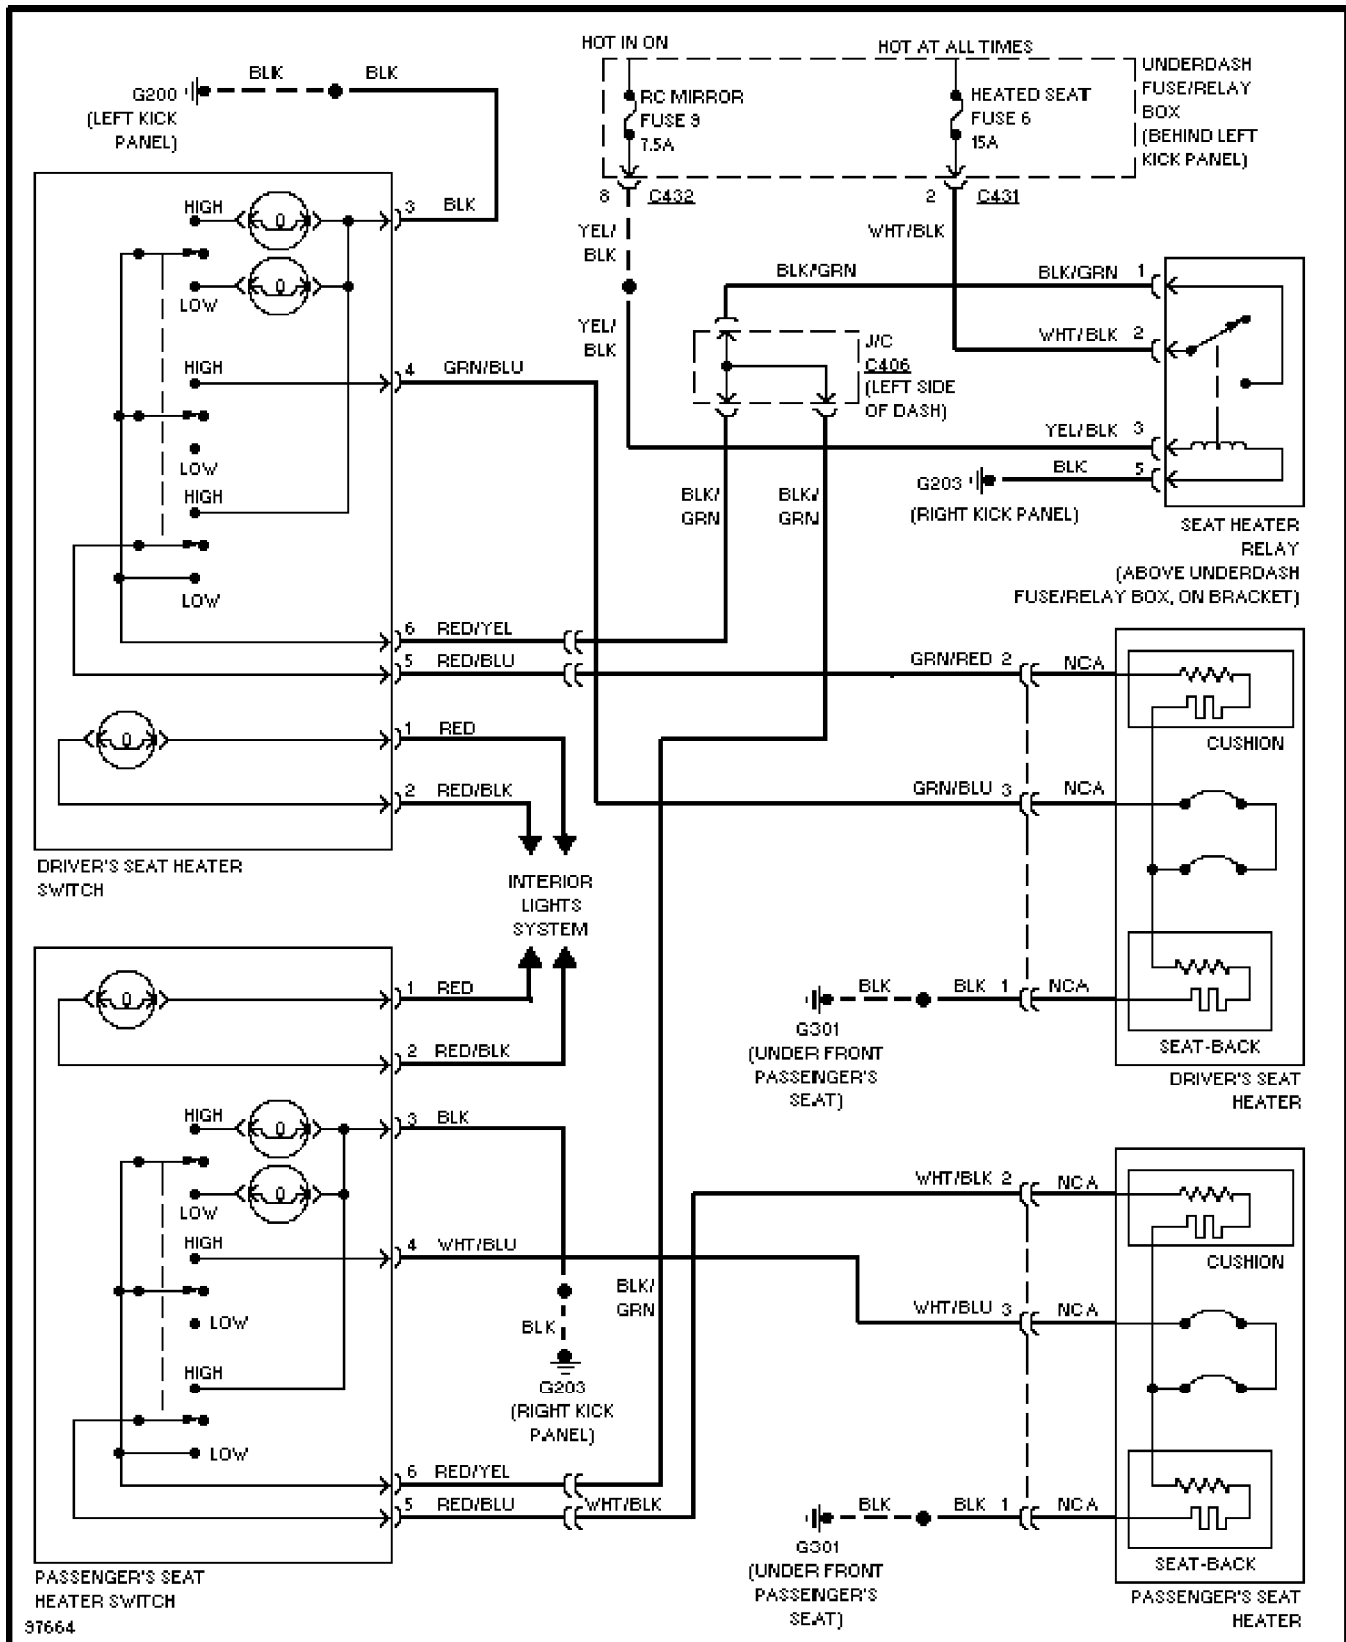 HOT IN ON
HOT AT ALL TIMES
BLK
BLK
G200
(LEFT KICK
PANEL)
RC MIRROR
FUSE 9
7.5A
HEATED SEAT
FUSE 6
15A
UNDERDASH
FUSE/RELAY
BOX
(BEHIND LEFT
KICK PANEL)
8
C432
2
C431
YEL/
BLK
WHT/BLK
YEL/
BLK
BLK/GRN
BLK/GRN
1
WHT/BLK
2
J/C
C406
(LEFT SIDE
OF DASH)
YEL/BLK
3
BLK
5
G203
(RIGHT KICK PANEL)
BLK/
GRN
BLK/
GRN
SEAT HEATER
RELAY
(ABOVE UNDERDASH
FUSE/RELAY BOX, ON BRACKET)
HIGH
3
BLK
LOW
HIGH
4
GRN/BLU
LOW
HIGH
LOW
6
RED/YEL
5
RED/BLU
1
RED
2
RED/BLK
DRIVER'S SEAT HEATER
SWITCH
INTERIOR
LIGHTS
SYSTEM
GRN/RED
2
NCA
CUSHION
GRN/BLU
3
NCA
BLK
BLK
1
NCA
G301
(UNDER FRONT
PASSENGER'S
SEAT)
SEAT-BACK
DRIVER'S SEAT
HEATER
1
RED
2
RED/BLK
HIGH
3
BLK
LOW
HIGH
4
WHT/BLU
LOW
HIGH
LOW
BLK
G203
(RIGHT KICK
PANEL)
BLK/
GRN
6
RED/YEL
5
RED/BLU
WHT/BLK
PASSENGER'S SEAT
HEATER SWITCH
97664
WHT/BLK
2
NCA
CUSHION
WHT/BLU
3
NCA
BLK
BLK
1
NCA
G301
(UNDER FRONT
PASSENGER'S
SEAT)
SEAT-BACK
PASSENGER'S SEAT
HEATER